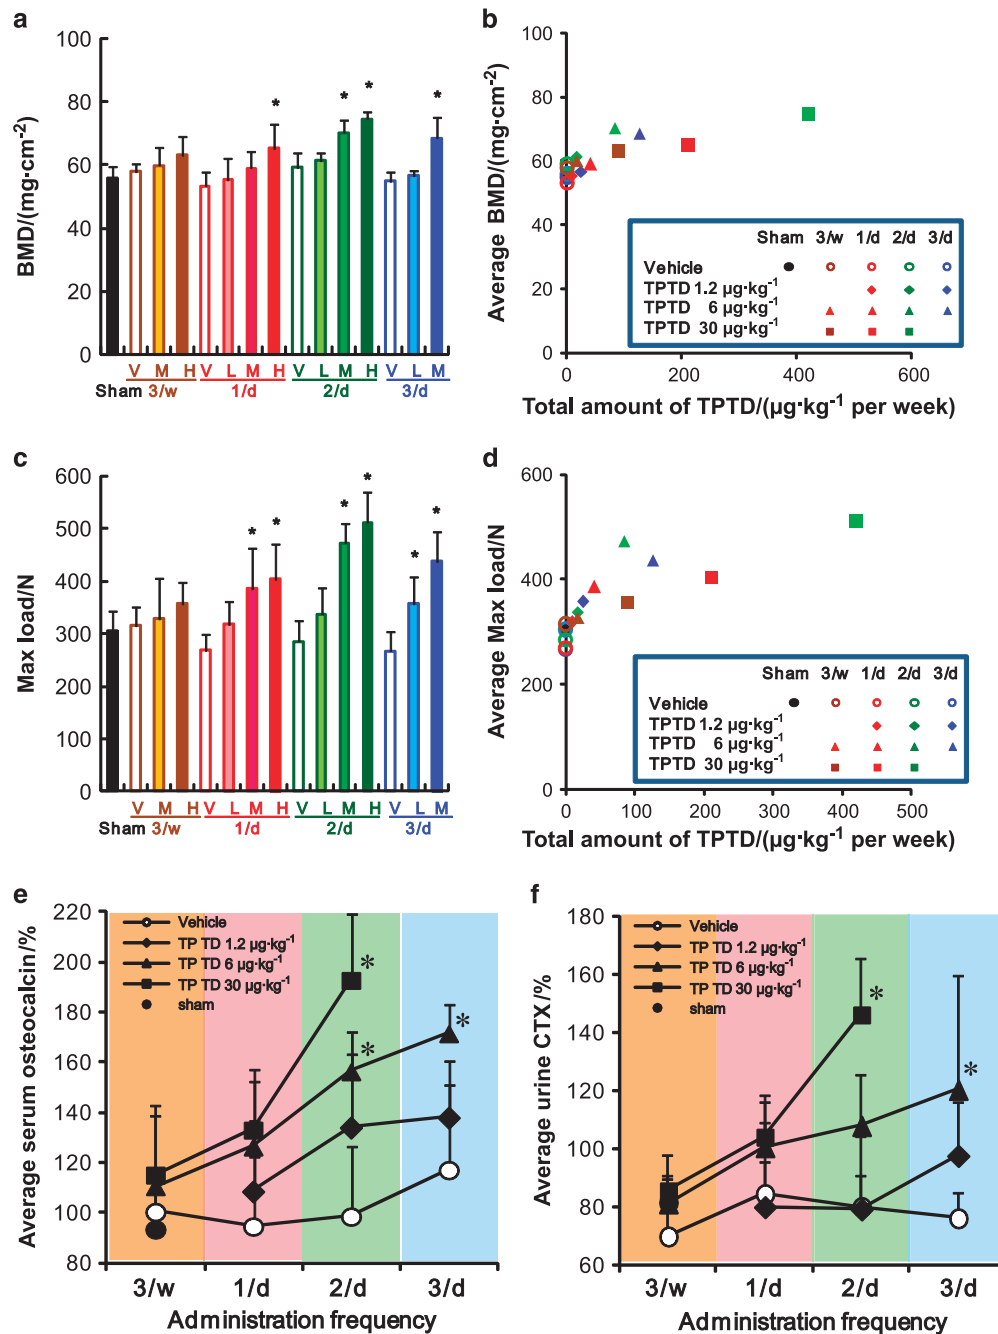 a
BMD/(mg·cm-2)
100
80
60
40
20
0
* * * *
V M H V L M H V L M H V L M
Sham 3/w 1/d 2/d 3/d
b
Average BMD/(mg·cm-2)
100
80
60
40
20
0
Sham 3/w 1/d 2/d 3/d
Vehicle
TPTD 1.2 µg·kg-1
TPTD 6 µg·kg-1
TPTD 30 µg·kg-1
0 200 400 600
Total amount of TPTD/(µg·kg-1 per week)
c
Max load/N
600
500
400
300
200
100
0
* * * * * *
V M H V L M H V L M H V L M
Sham 3/w 1/d 2/d 3/d
d
Average Max load/N
600
400
200
0
Sham 3/w 1/d 2/d 3/d
Vehicle
TPTD 1.2 µg·kg-1
TPTD 6 µg·kg-1
TPTD 30 µg·kg-1
0 100 200 300 400 500
Total amount of TPTD/(µg·kg-1 per week)
e
Average serum osteocalcin/%
220
200
180
160
140
120
100
80
Vehicle
TP TD 1.2 µg·kg-1
TP TD 6 µg·kg-1
TP TD 30 µg·kg-1
sham
* * *
3/w 1/d 2/d 3/d
Administration frequency
f
Average urine CTX/%
180
160
140
120
100
80
60
Vehicle
TP TD 1.2 µg·kg-1
TP TD 6 µg·kg-1
TP TD 30 µg·kg-1
sham
* *
3/w 1/d 2/d 3/d
Administration frequency